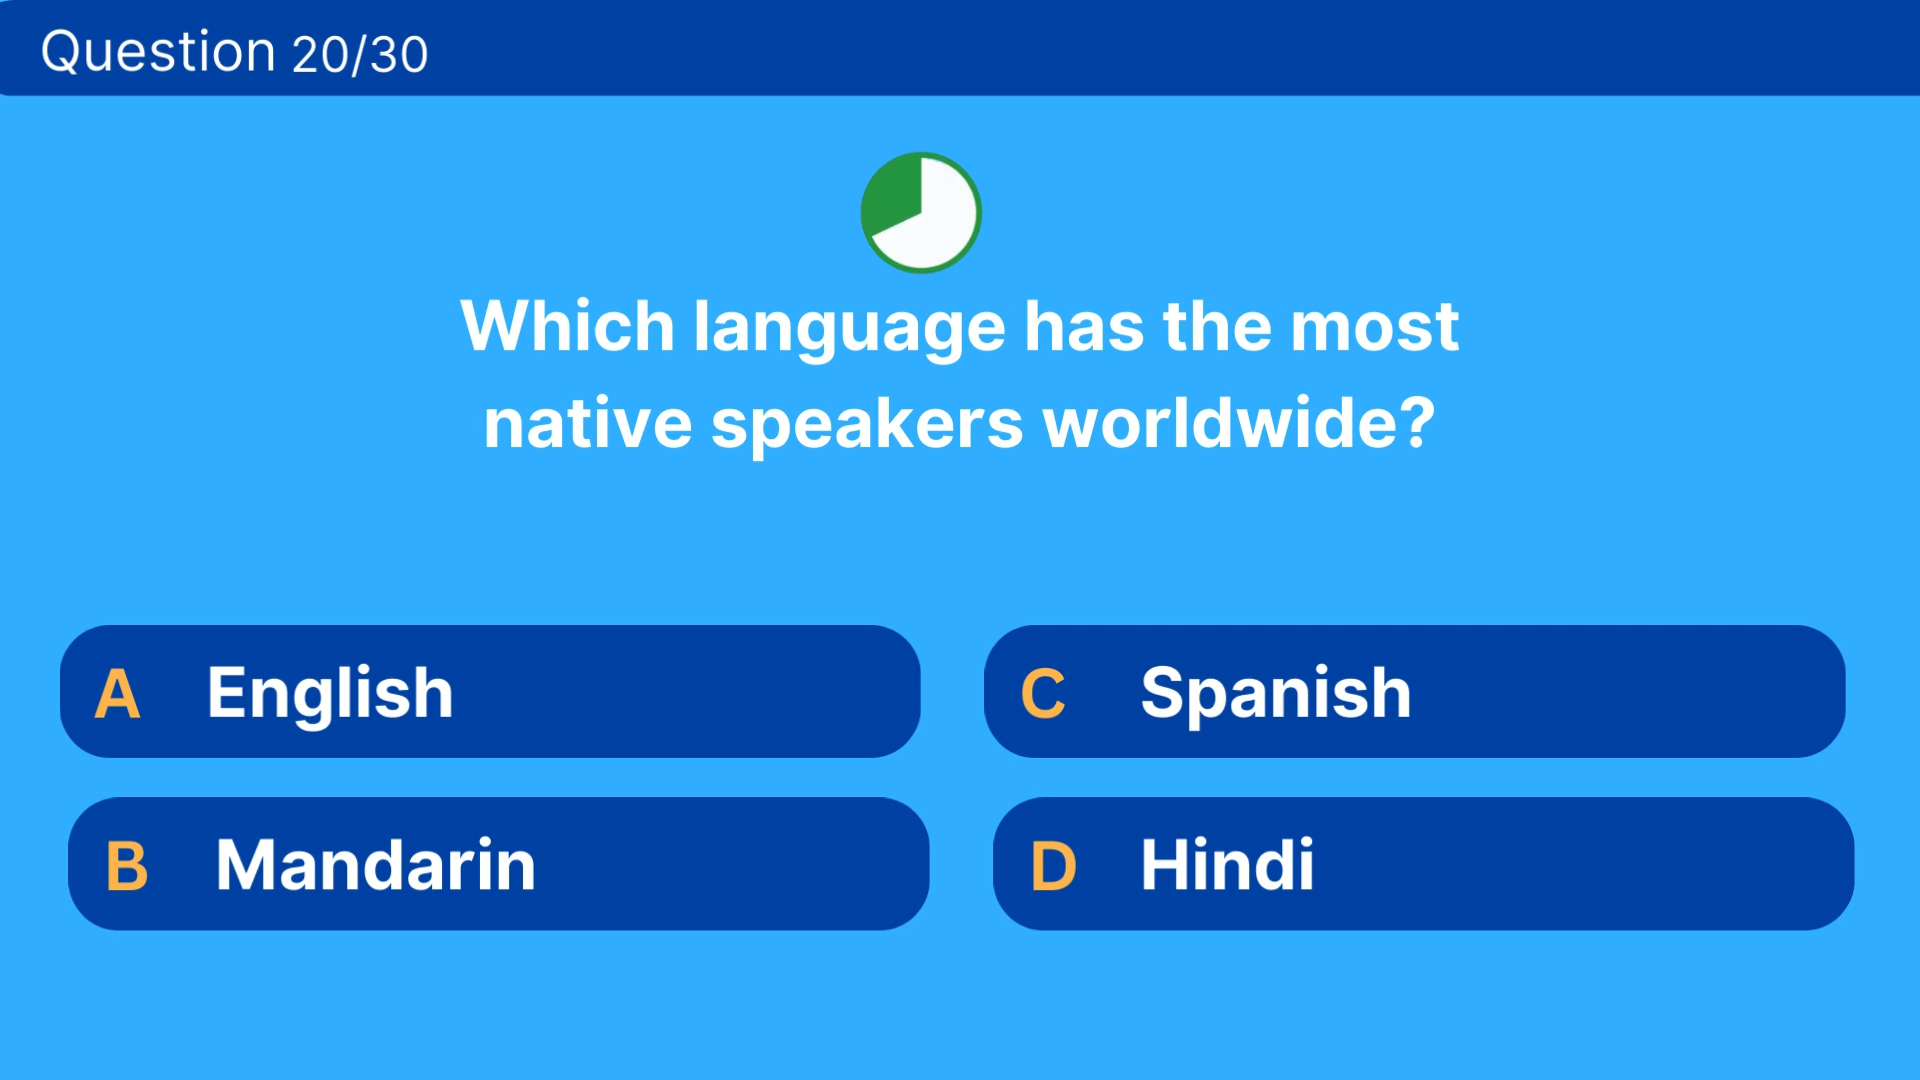 Question 20/30
Which language has the most
native speakers worldwide?
A English
C Spanish
B Mandarin
D Hindi